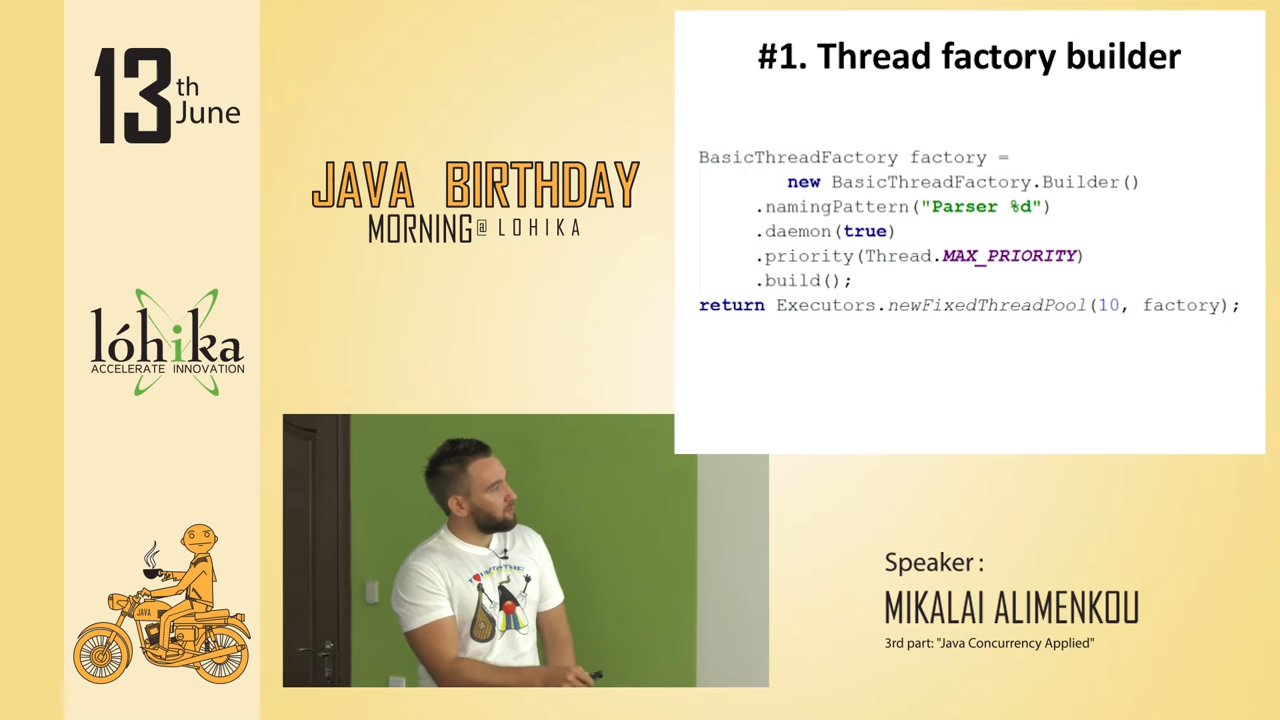 13th June
JAVA BIRTHDAY
MORNING @ LOHIKA
lóhika
ACCELERATE INNOVATION
JAVA
#1. Thread factory builder
BasicThreadFactory factory =
new BasicThreadFactory.Builder()
.namingPattern("Parser %d")
.daemon(true)
.priority(Thread.MAX_PRIORITY)
.build();
return Executors.newFixedThreadPool(10, factory);
Speaker :
MIKALAI ALIMENKOU
3rd part: "Java Concurrency Applied"